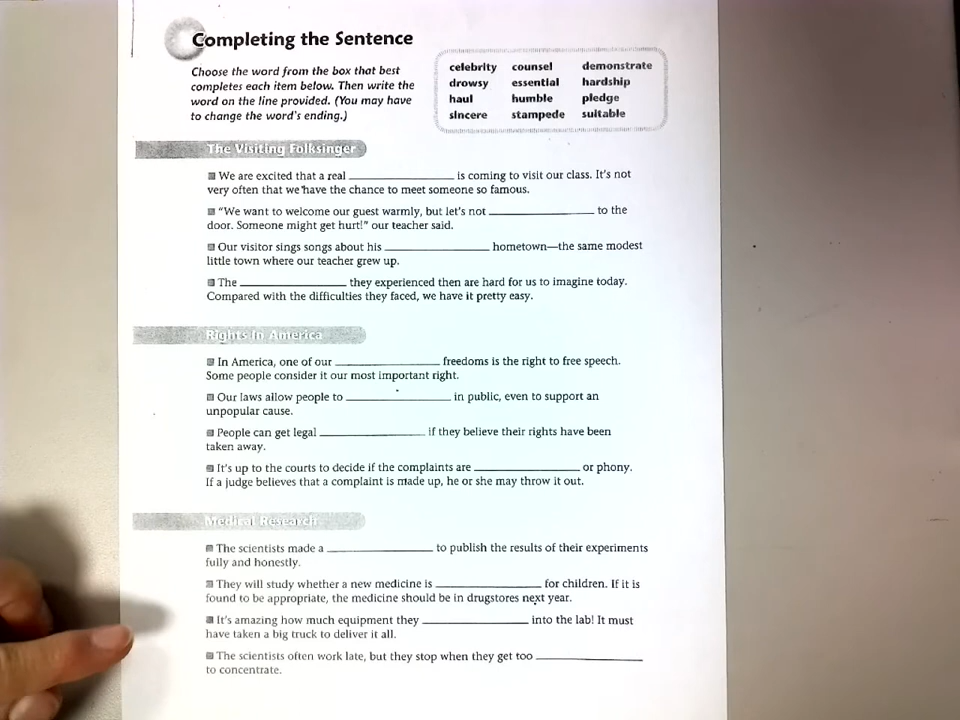 Completing the Sentence
Choose the word from the box that best
completes each item below. Then write the
word on the line provided. (You may have
to change the word's ending.)
celebrity counsel demonstrate
drowsy essential hardship
haul humble pledge
sincere stampede suitable
The Visiting Folksinger
We are excited that a real ____________ is coming to visit our class. It's not
very often that we have the chance to meet someone so famous.
"We want to welcome our guest warmly, but let's not ____________ to the
door. Someone might get hurt!" our teacher said.
Our visitor sings songs about his ____________ hometown—the same modest
little town where our teacher grew up.
The ____________ they experienced then are hard for us to imagine today.
Compared with the difficulties they faced, we have it pretty easy.
Rights in America
In America, one of our ____________ freedoms is the right to free speech.
Some people consider it our most important right.
Our laws allow people to ____________ in public, even to support an
unpopular cause.
People can get legal ____________ if they believe their rights have been
taken away.
It's up to the courts to decide if the complaints are ____________ or phony.
If a judge believes that a complaint is made up, he or she may throw it out.
Medical Research
The scientists made a ____________ to publish the results of their experiments
fully and honestly.
They will study whether a new medicine is ____________ for children. If it is
found to be appropriate, the medicine should be in drugstores next year.
It's amazing how much equipment they ____________ into the lab! It must
have taken a big truck to deliver it all.
The scientists often work late, but they stop when they get too ____________
to concentrate.